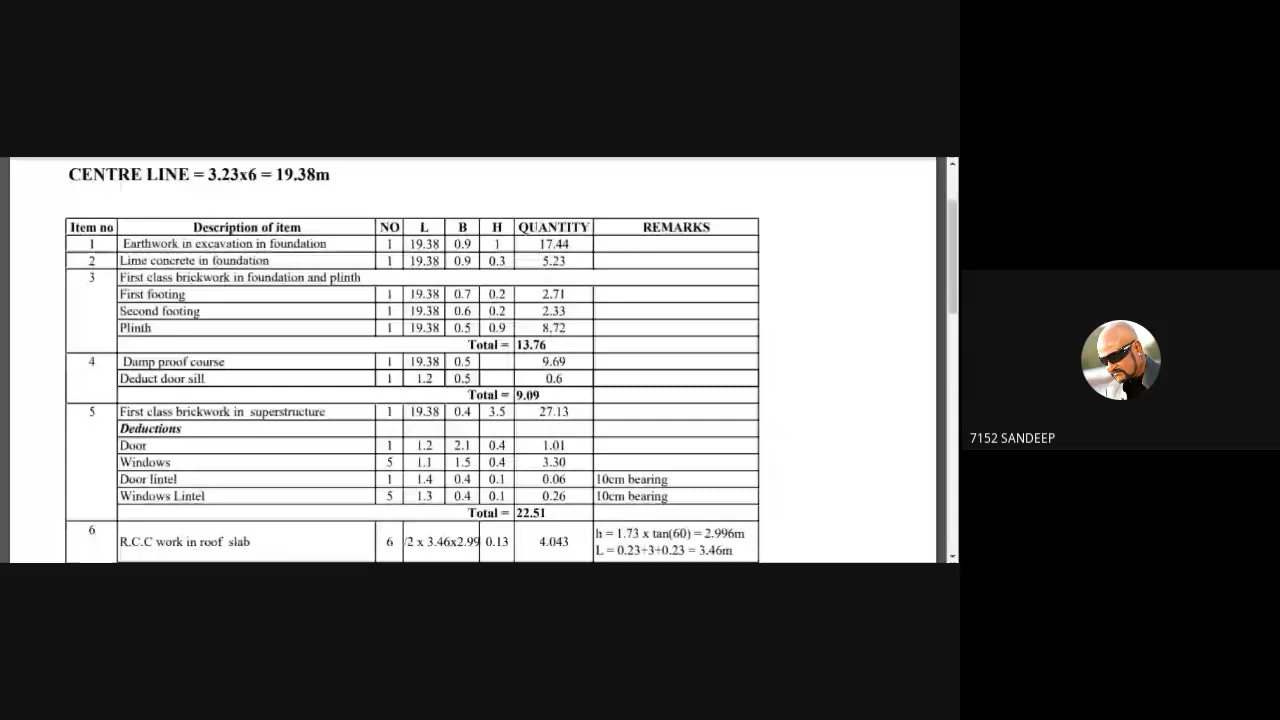 CENTRE LINE = 3.23x6 = 19.38m
Item no Description of item NO L B H QUANTITY REMARKS
1 Earthwork in excavation in foundation 1 19.38 0.9 1 17.44
2 Lime concrete in foundation 1 19.38 0.9 0.3 5.23
3 First class brickwork in foundation and plinth
First footing 1 19.38 0.7 0.2 2.71
Second footing 1 19.38 0.6 0.2 2.33
Plinth 1 19.38 0.5 0.9 8.72
Total = 13.76
4 Damp proof course 1 19.38 0.5 9.69
Deduct door sill 1 1.2 0.5 0.6
Total = 9.09
5 First class brickwork in superstructure 1 19.38 0.4 3.5 27.13
Deductions
Door 1 1.2 2.1 0.4 1.01
Windows 5 1.1 1.5 0.4 3.30
Door lintel 1 1.4 0.4 0.1 0.06 10cm bearing
Windows Lintel 5 1.3 0.4 0.1 0.26 10cm bearing
Total = 22.51
6 R.C.C work in roof slab 6 /2 x 3.46x2.99 0.13 4.043 h = 1.73 x tan(60) = 2.996m
L = 0.23+3+0.23 = 3.46m
7152 SANDEEP